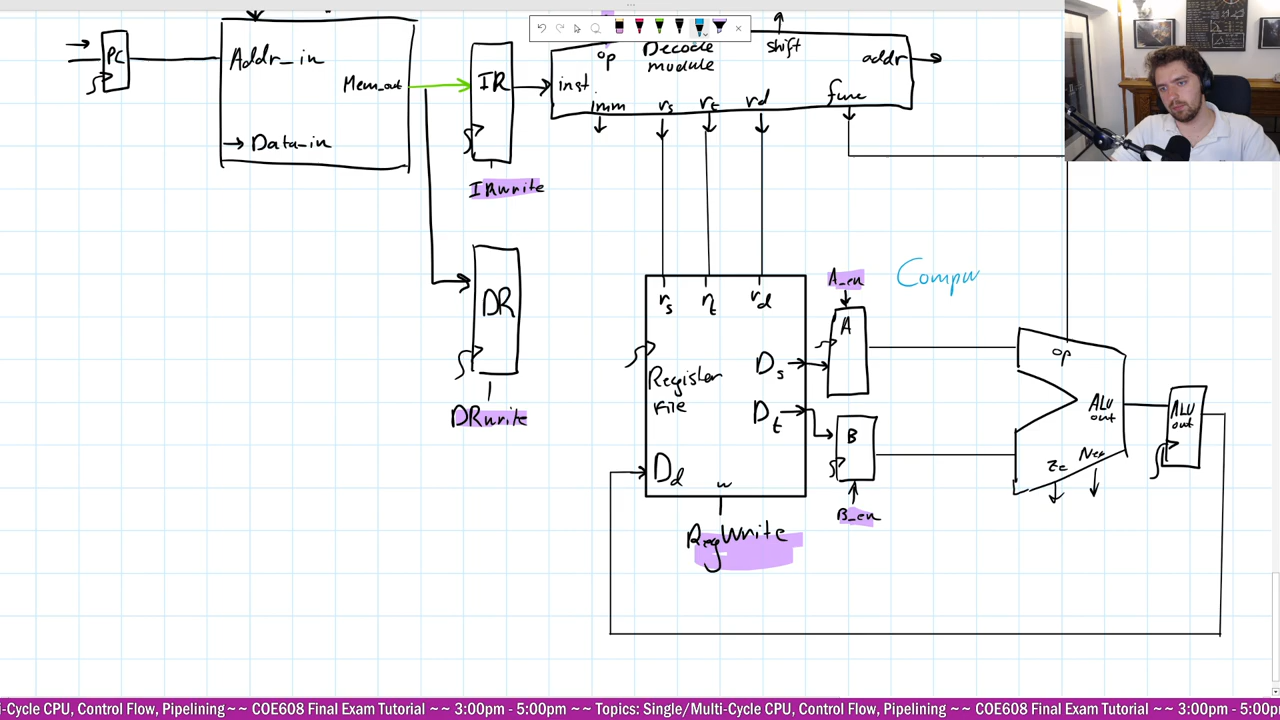 PC
Addr_in
Mem_out
→ Data_in
IR
IRwrite
Decode
module
op
shift
addr
inst
imm rs rt rd func
DR
DRwrite
rs rt rd
Register
File
Ds
Dt
Dd
w
RegWrite
A_en
A
B
B_en
Compu
op
ALU
out
Ze Neg
ALU
out
i-Cycle CPU, Control Flow, Pipelining~~ COE608 Final Exam Tutorial ~~ 3:00pm - 5:00pm ~~ Topics: Single/Multi-Cycle CPU, Control Flow, Pipelining ~~ COE608 Final Exam Tutorial ~~ 3:00pm - 5:00p